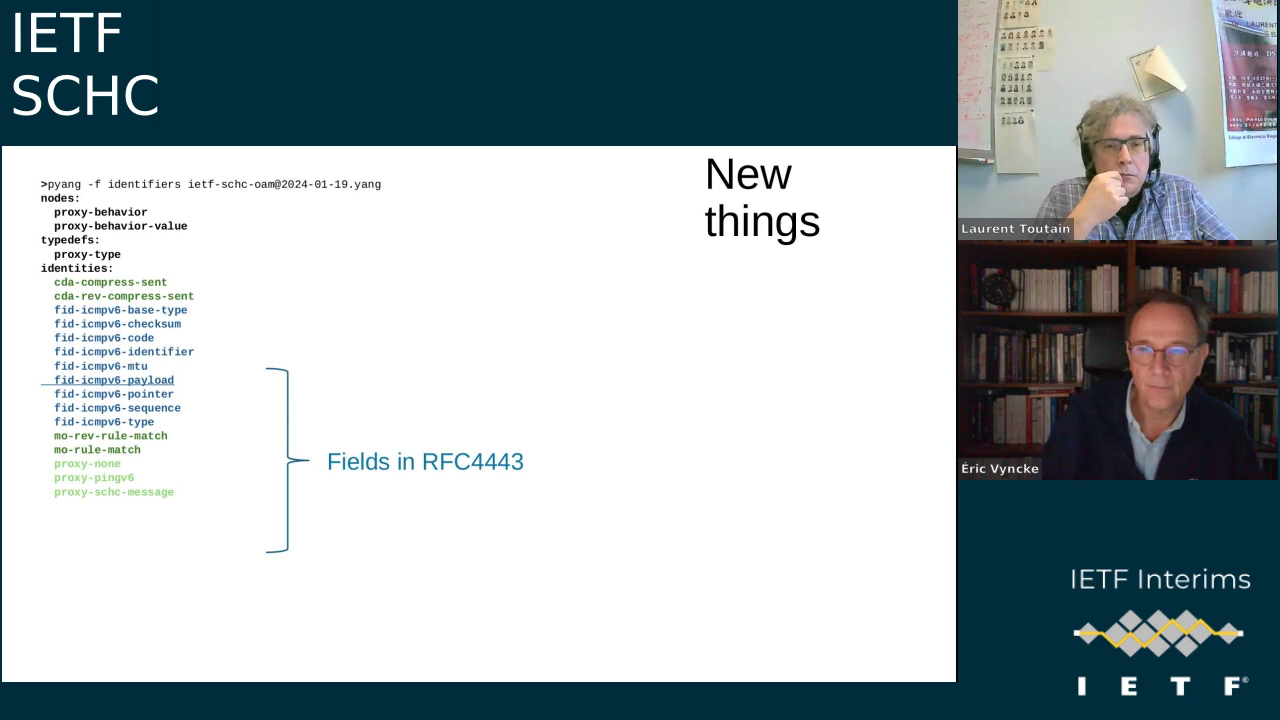 IETF
SCHC
New
things
>pyang -f identifiers ietf-schc-oam@2024-01-19.yang
nodes:
proxy-behavior
proxy-behavior-value
typedefs:
proxy-type
identities:
cda-compress-sent
cda-rev-compress-sent
fid-icmpv6-base-type
fid-icmpv6-checksum
fid-icmpv6-code
fid-icmpv6-identifier
fid-icmpv6-mtu
fid-icmpv6-payload
fid-icmpv6-pointer
fid-icmpv6-sequence
fid-icmpv6-type
mo-rev-rule-match
mo-rule-match
proxy-none
proxy-pingv6
proxy-schc-message
Fields in RFC4443
Laurent Toutain
Éric Vyncke
IETF Interims
I E T F®